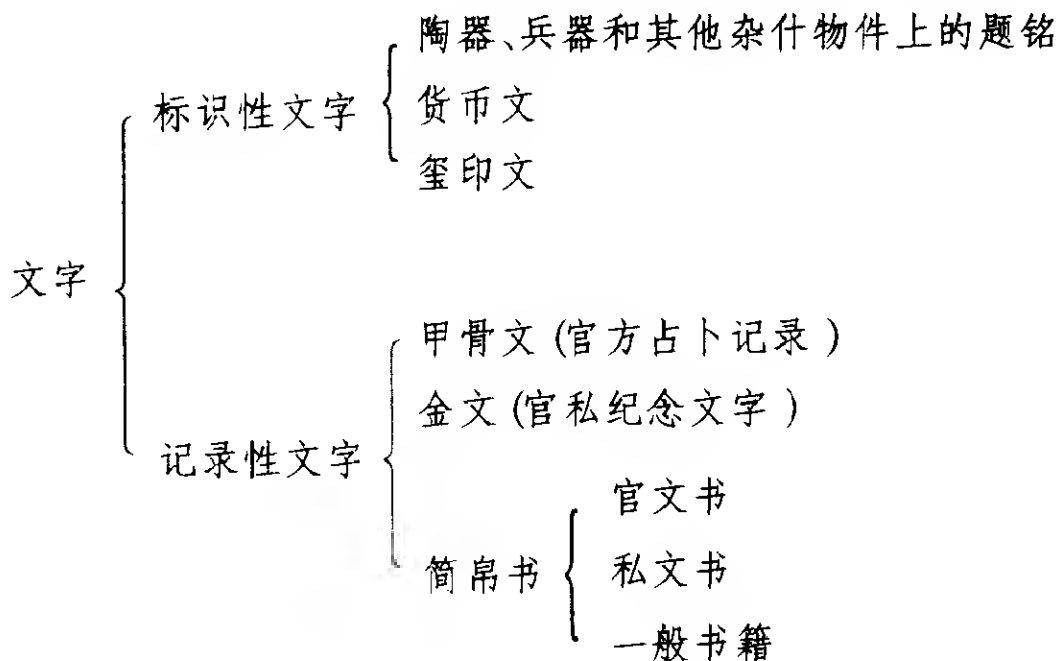 陶器、兵器和其他杂什物件上的题铭
标识性文字
货币文
玺印文
文字
甲骨文(官方占卜记录)
金文(官私纪念文字)
记录性文字
官文书
简帛书
私文书
一般书籍